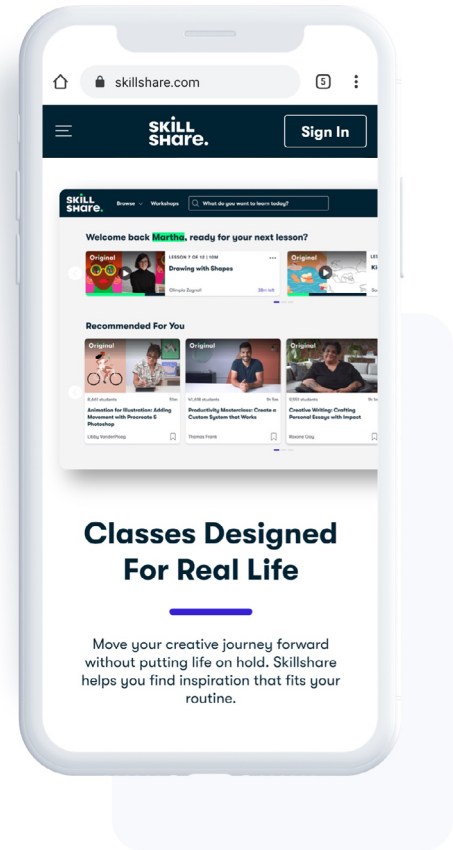 skillshare.com
5
SKILL
SHare.
Sign In
SKILL
SHare.
Browse
Workshops
What do you want to learn today?
Welcome back Martha, ready for your next lesson?
Original
LESSON 7 OF 12 | 10M
Drawing with Shapes
Olimpia Zagnoli
Original
LES
Ki
Recommended For You
Original
Original
Original
Animation for Illustration: Adding
Movement with Procreate &
Photoshop
Libby VanderPloeg
Productivity Masterclass: Create a
Custom System that Works
Thomas Frank
Creative Writing: Crafting
Personal Essays with Impact
Roxane Gay
Classes Designed
For Real Life
Move your creative journey forward
without putting life on hold. Skillshare
helps you find inspiration that fits your
routine.